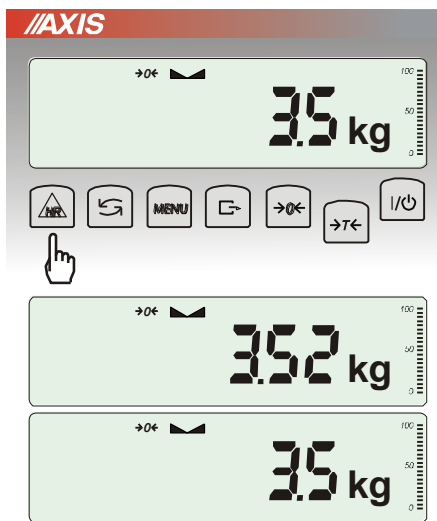 AXIS
→0← 100
50
3.5 kg
0
HR MENU →0← →T← I/⏻
→0← 100
50
3.52 kg
0
→0← 100
50
3.5 kg
0